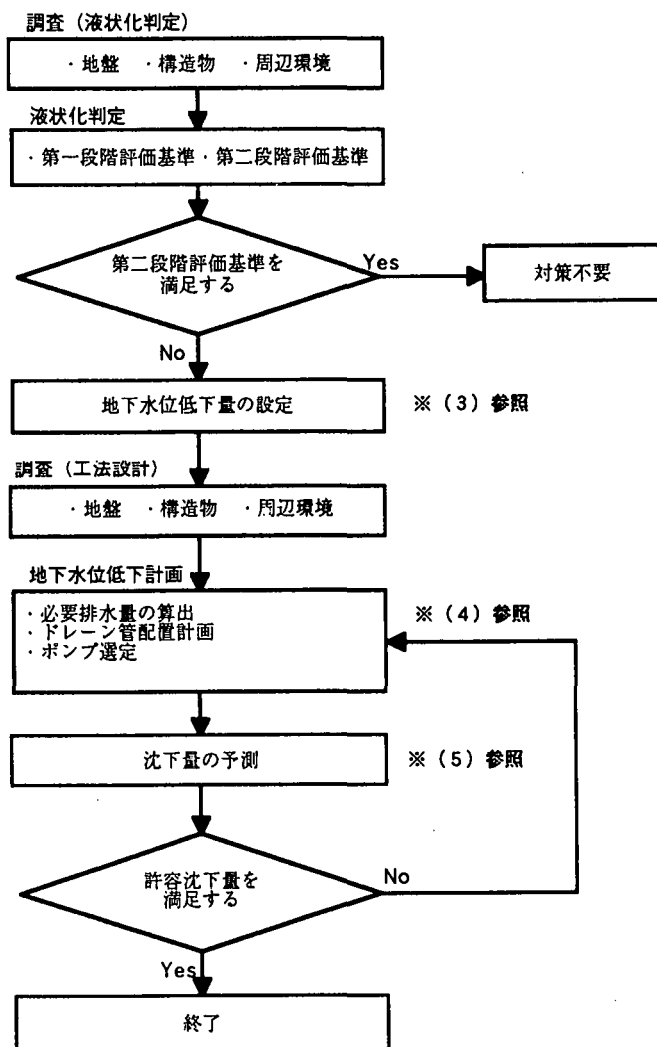 調査（液状化判定）
・地盤 ・構造物 ・周辺環境
液状化判定
・第一段階評価基準・第二段階評価基準
第二段階評価基準を
満足する
Yes
対策不要
No
地下水位低下量の設定
※（3）参照
調査（工法設計）
・地盤 ・構造物 ・周辺環境
地下水位低下計画
・必要排水量の算出
・ドレーン管配置計画
・ポンプ選定
※（4）参照
沈下量の予測
※（5）参照
許容沈下量を
満足する
No
Yes
終了